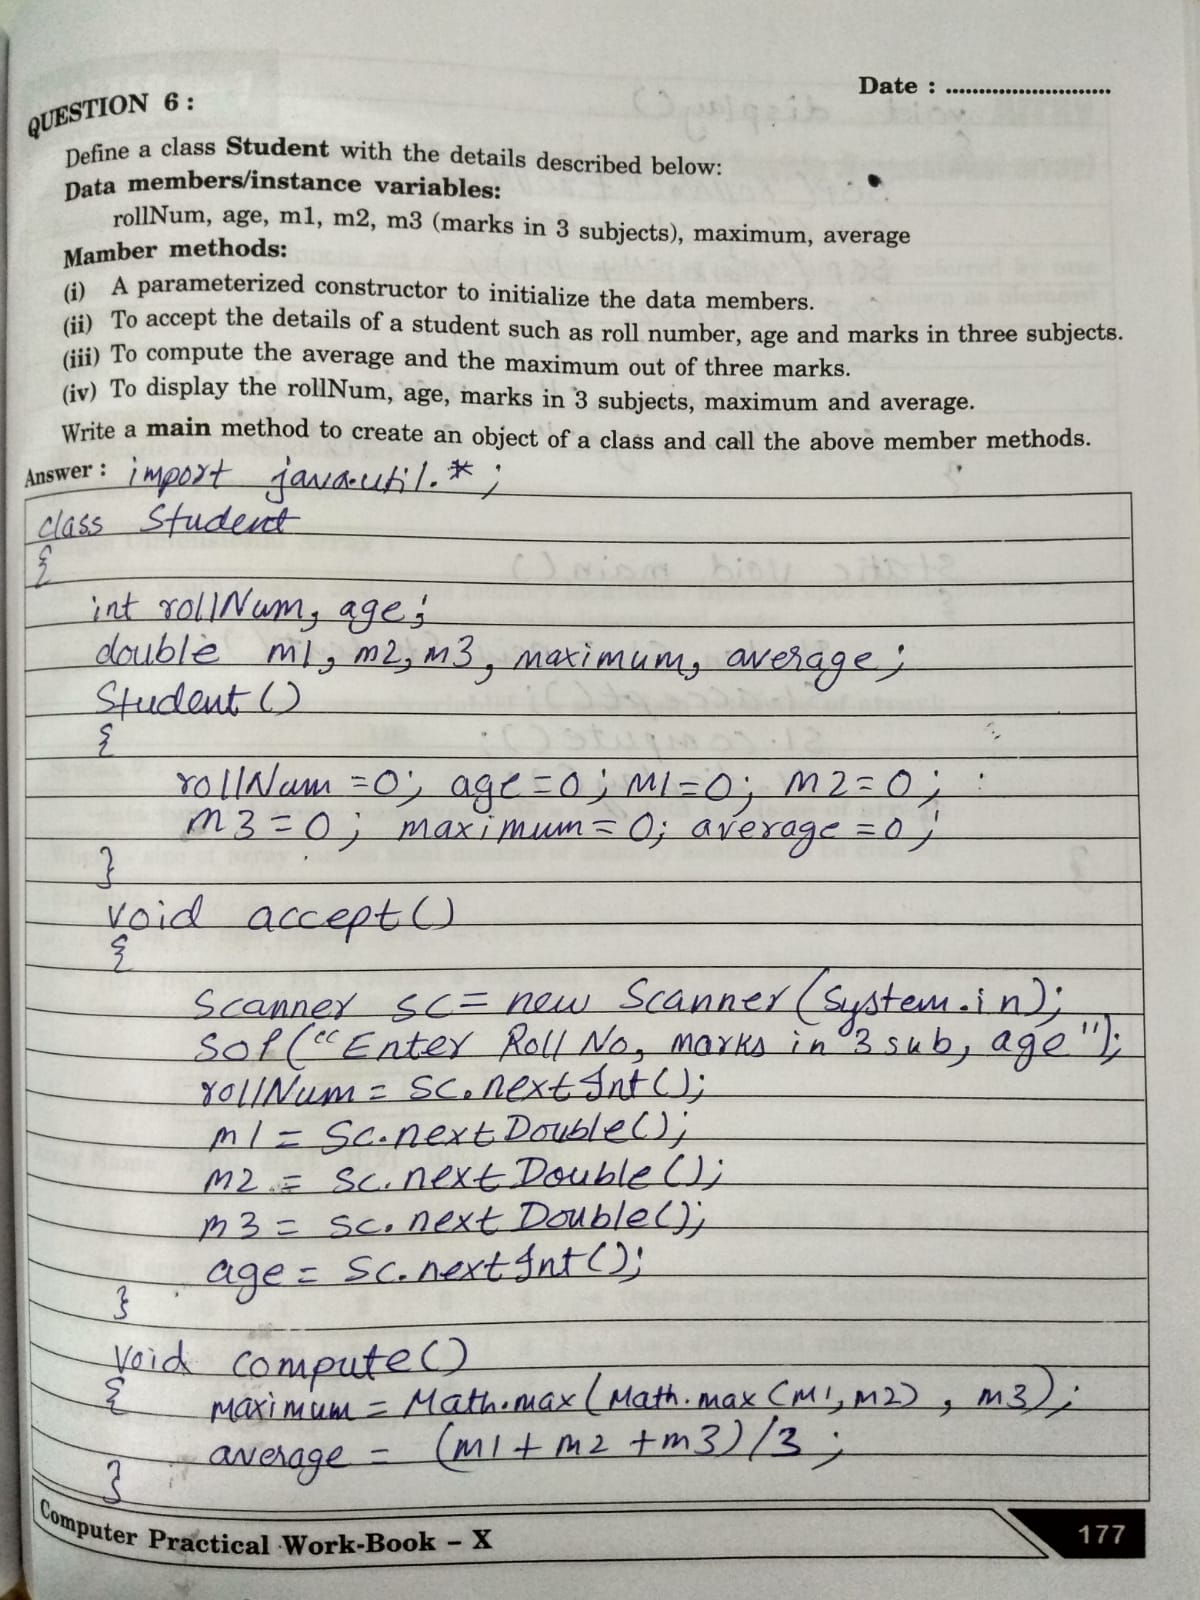 Date : ..........................
QUESTION 6 :
Define a class Student with the details described below:
Data members/instance variables:
rollNum, age, m1, m2, m3 (marks in 3 subjects), maximum, average
Mamber methods:
(i) A parameterized constructor to initialize the data members.
(ii) To accept the details of a student such as roll number, age and marks in three subjects.
(iii) To compute the average and the maximum out of three marks.
(iv) To display the rollNum, age, marks in 3 subjects, maximum and average.
Write a main method to create an object of a class and call the above member methods.
Answer : import java.util.*;
class Student
{
int rollNum, age;
double m1, m2, m3, maximum, average;
Student()
{
rollNum=0; age=0; m1=0; m2=0;
m3=0; maximum=0; average=0;
}
void accept()
{
Scanner sc= new Scanner(System.in);
SOP("Enter Roll No, marks in 3 sub, age");
rollNum= sc.nextInt();
m1= sc.nextDouble();
m2= sc.nextDouble();
m3= sc.nextDouble();
age= sc.nextInt();
}
void compute()
{
maximum = Math.max(Math.max(m1,m2), m3);
average = (m1+m2+m3)/3;
}
Computer Practical Work-Book – X
177